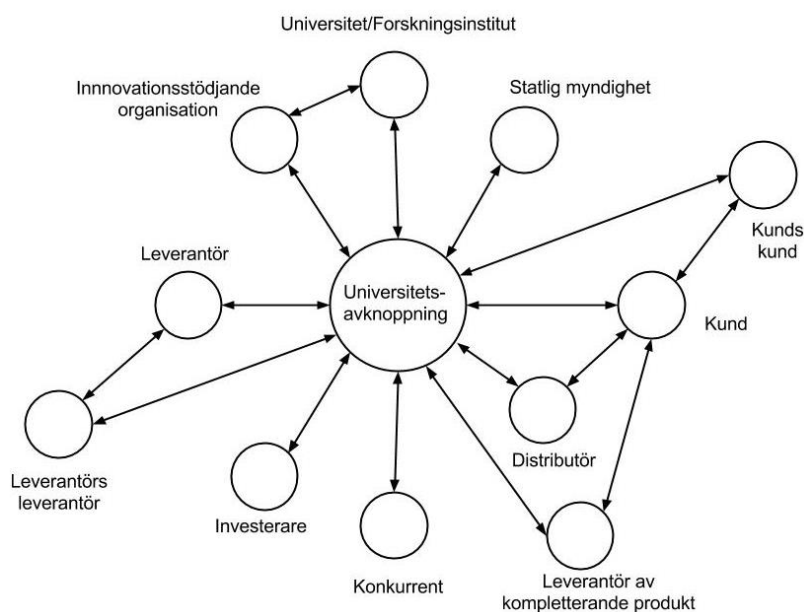 Universitet/Forskningsinstitut
Innnovationsstödjande
organisation
Statlig myndighet
Kunds
kund
Leverantör
Universitets-
avknoppning
Kund
Distributör
Leverantörs
leverantör
Investerare
Konkurrent
Leverantör av
kompletterande produkt